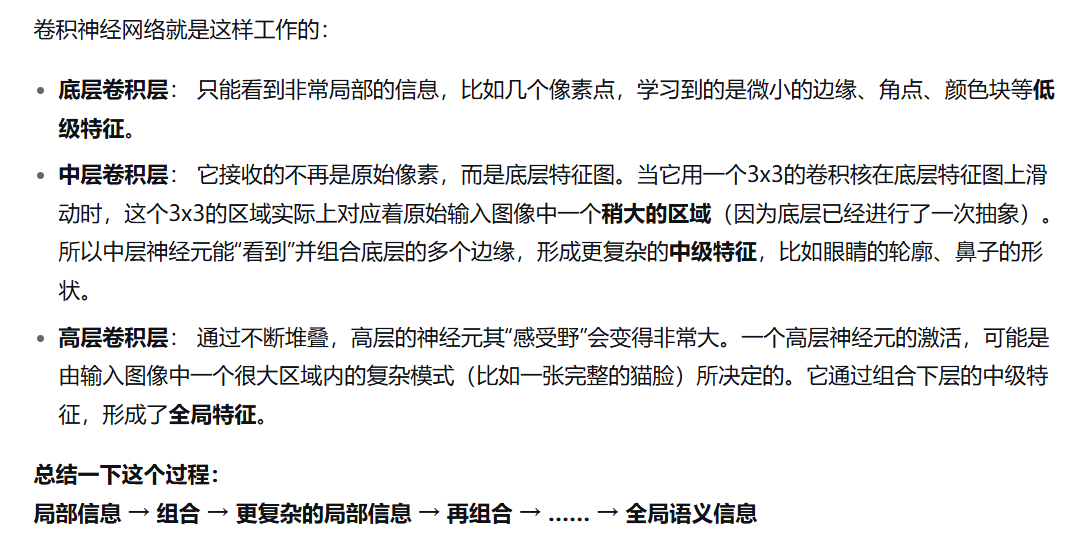 卷积神经网络就是这样工作的：
底层卷积层： 只能看到非常局部的信息，比如几个像素点，学习到的是微小的边缘、角点、颜色块等低
级特征。
中层卷积层： 它接收的不再是原始像素，而是底层特征图。当它用一个3x3的卷积核在底层特征图上滑
动时，这个3x3的区域实际上对应着原始输入图像中一个稍大的区域（因为底层已经进行了一次抽象）。
所以中层神经元能“看到”并组合底层的多个边缘，形成更复杂的中级特征，比如眼睛的轮廓、鼻子的形
状。
高层卷积层： 通过不断堆叠，高层的神经元其“感受野”会变得非常大。一个高层神经元的激活，可能是
由输入图像中一个很大区域内的复杂模式（比如一张完整的猫脸）所决定的。它通过组合下层的中级特
征，形成了全局特征。
总结一下这个过程：
局部信息 → 组合 → 更复杂的局部信息 → 再组合 → …… → 全局语义信息